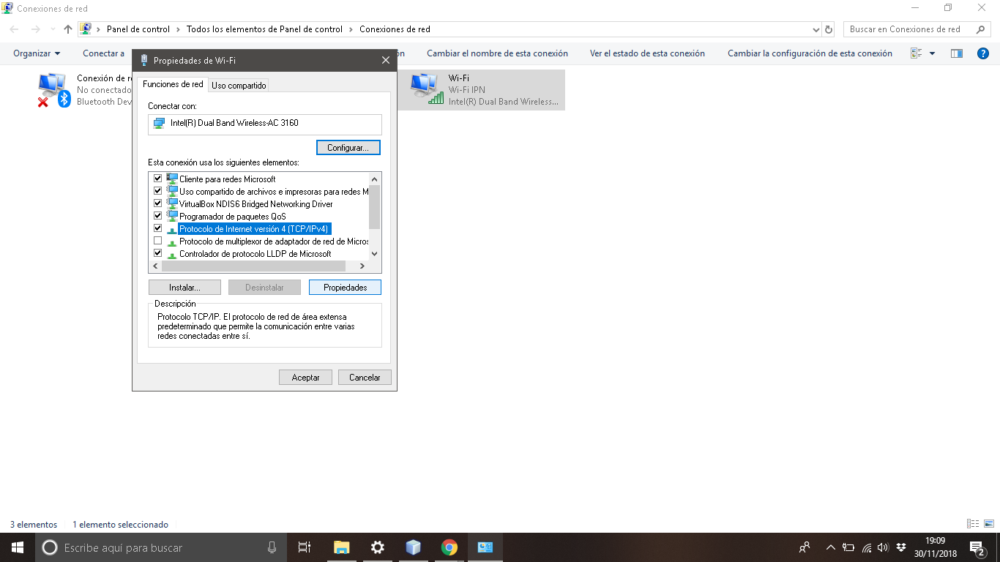 Conexiones de red
Panel de control
Todos los elementos de Panel de control
Conexiones de red
Buscar en Conexiones de red
Organizar
Conectar a
ón
Cambiar el nombre de esta conexión
Ver el estado de esta conexión
Cambiar la configuración de esta conexión
Conexión de re
No conectado
Bluetooth Dev
Wi-Fi
Wi-Fi IPN
Intel(R) Dual Band Wireless...
Propiedades de Wi-Fi
Funciones de red
Uso compartido
Conectar con:
Intel(R) Dual Band Wireless-AC 3160
Configurar...
Esta conexión usa los siguientes elementos:
Cliente para redes Microsoft
Uso compartido de archivos e impresoras para redes M
VirtualBox NDIS6 Bridged Networking Driver
Programador de paquetes QoS
Protocolo de Internet versión 4 (TCP/IPv4)
Protocolo de multiplexor de adaptador de red de Micros
Controlador de protocolo LLDP de Microsoft
Instalar...
Desinstalar
Propiedades
Descripción
Protocolo TCP/IP. El protocolo de red de área extensa
predeterminado que permite la comunicación entre varias
redes conectadas entre sí.
Aceptar
Cancelar
3 elementos
1 elemento seleccionado
Escribe aquí para buscar
19:09
30/11/2018
2